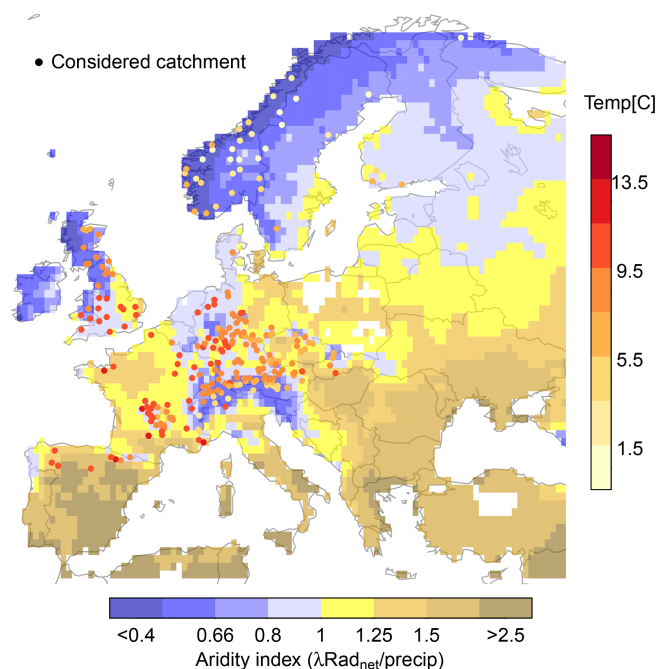 Considered catchment
Temp[C]
13.5
9.5
5.5
1.5
<0.4 0.66 0.8 1 1.25 1.5 >2.5
Aridity index (λRadnet/precip)